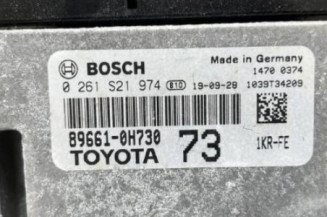 BOSCH
Made in Germany
1470 0374
0 261 S21 974 E10 19-09-28 1039T34209
89661-0H730 73
TOYOTA 1KR-FE